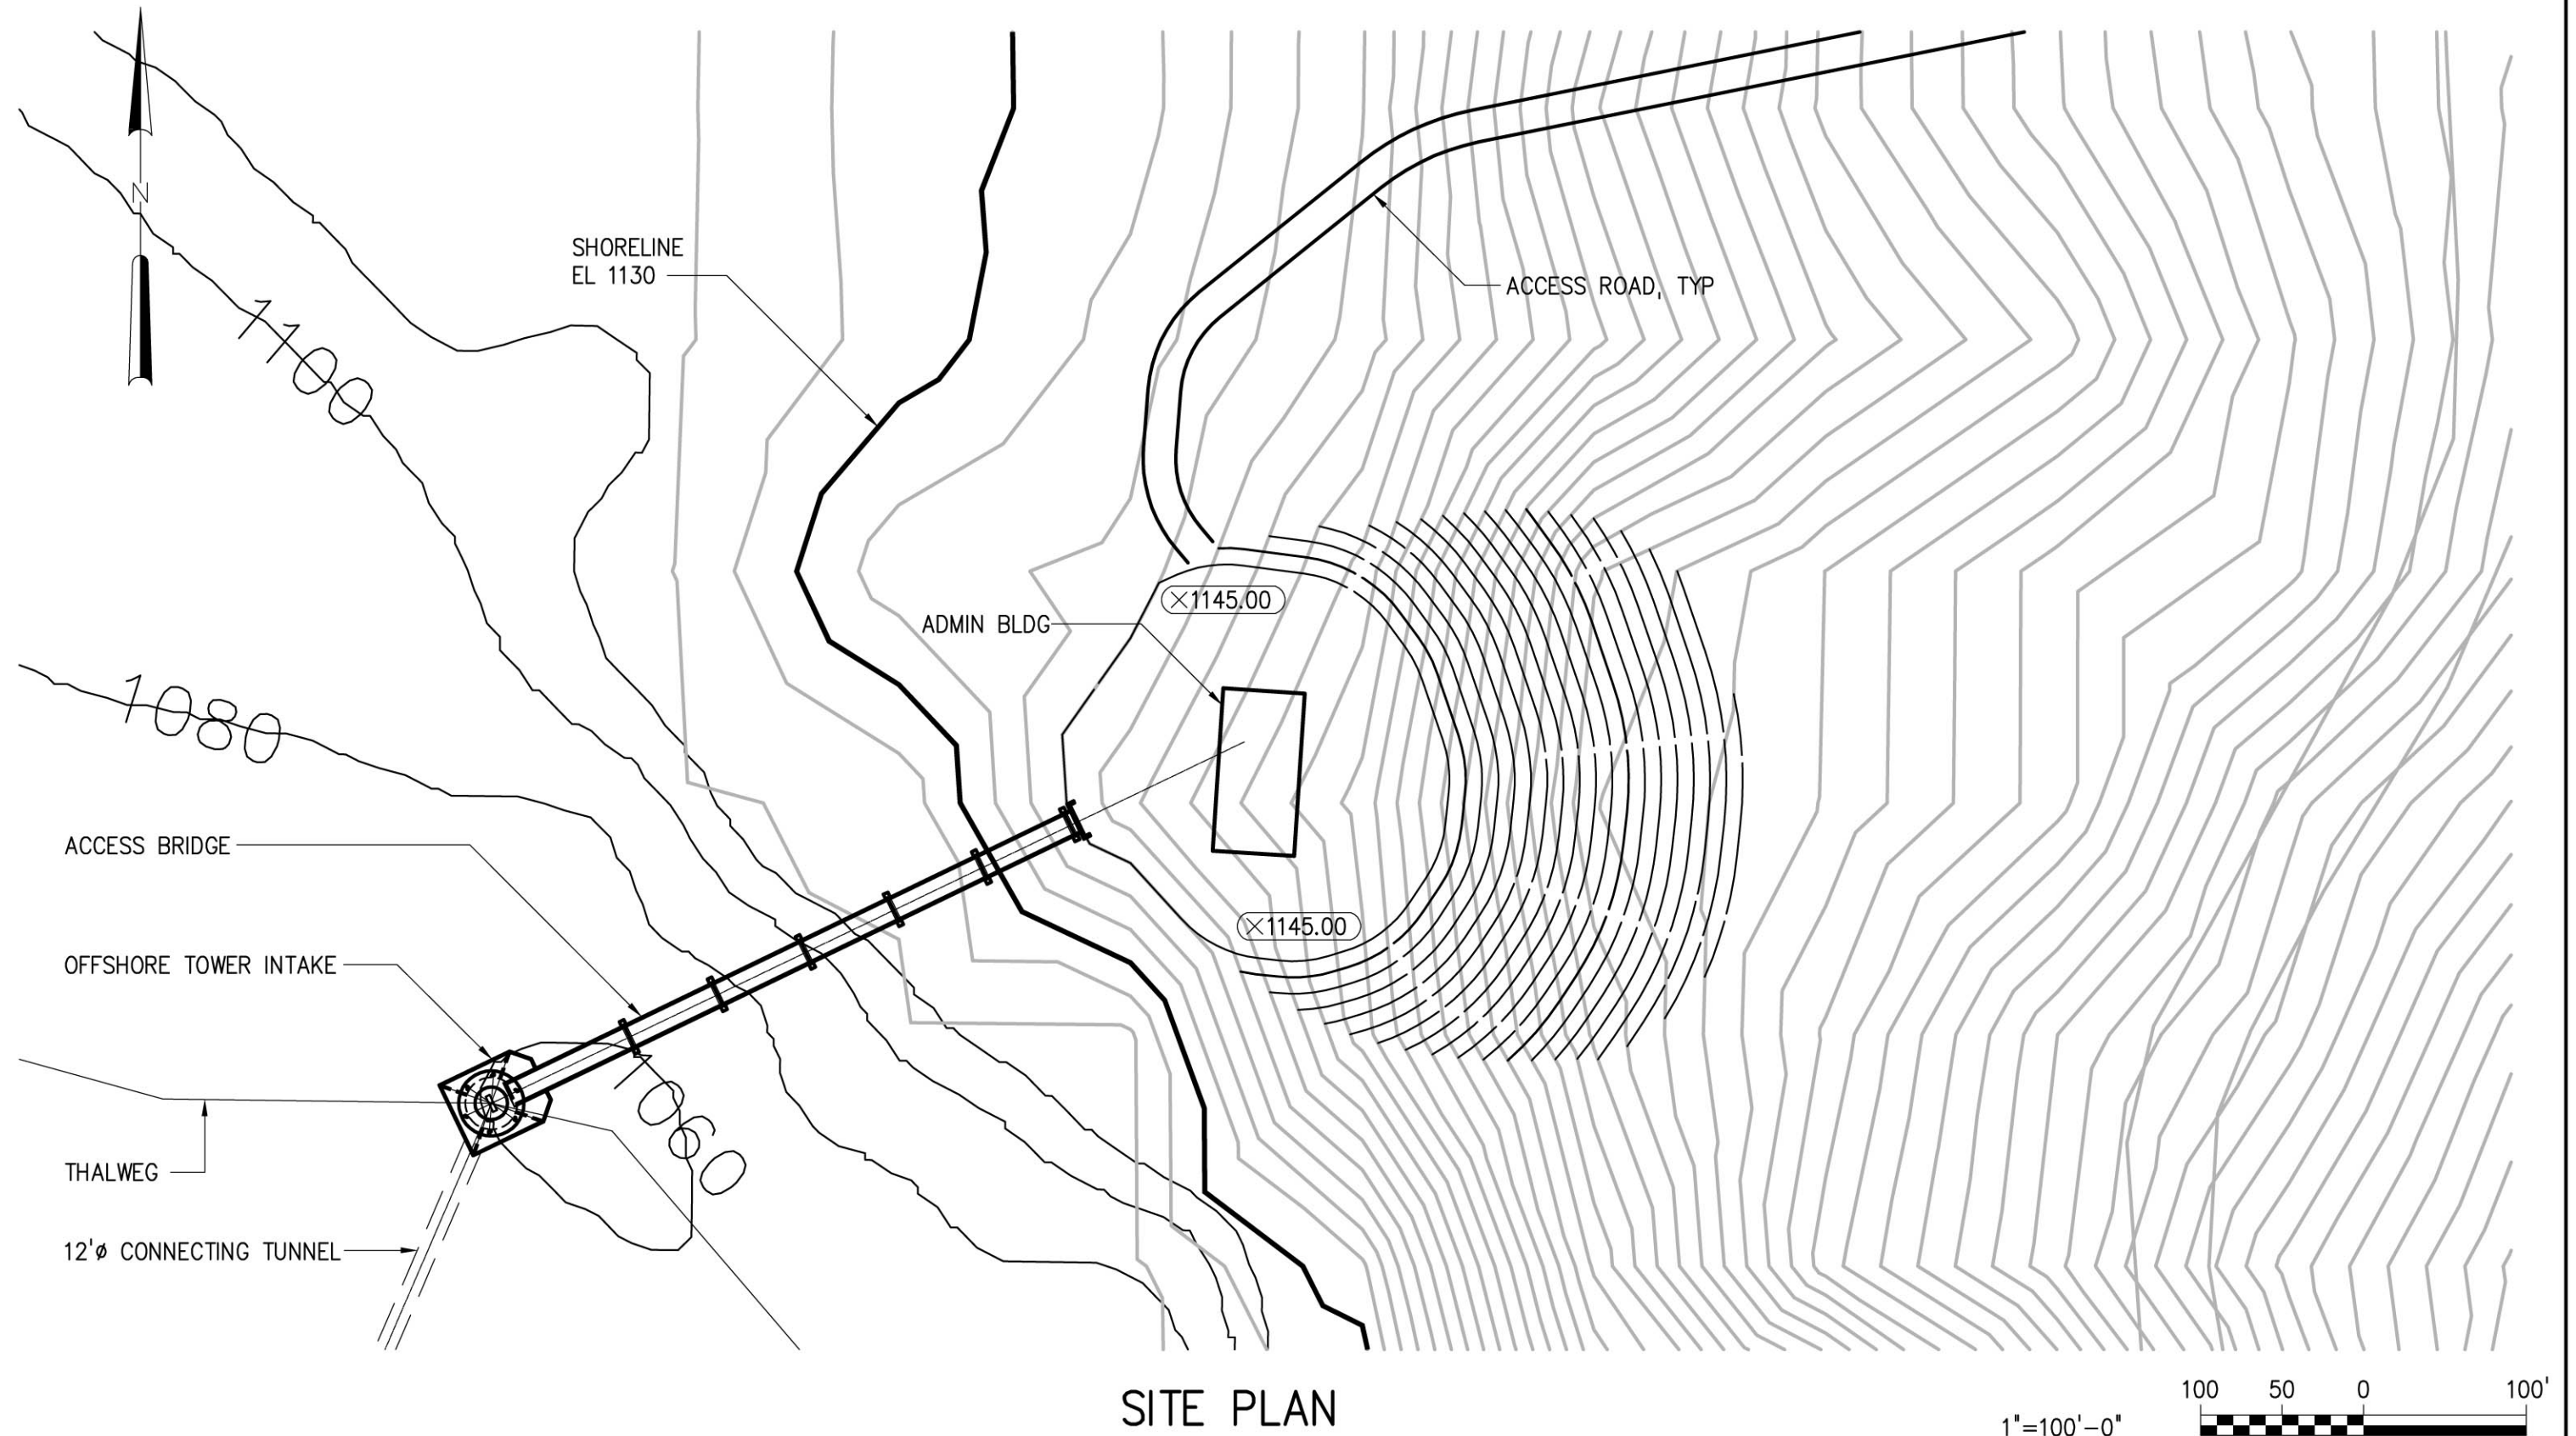 N
SHORELINE
EL 1130
ACCESS ROAD, TYP
1100
×1145.00
ADMIN BLDG
1080
ACCESS BRIDGE
×1145.00
OFFSHORE TOWER INTAKE
1060
THALWEG
12'ø CONNECTING TUNNEL
SITE PLAN
100 50 0 100'
1"=100'-0"